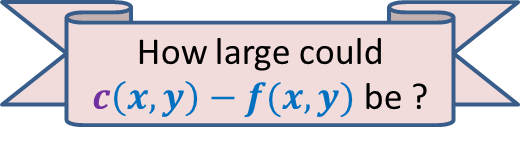 How large could
c(x, y) − f(x, y) be ?